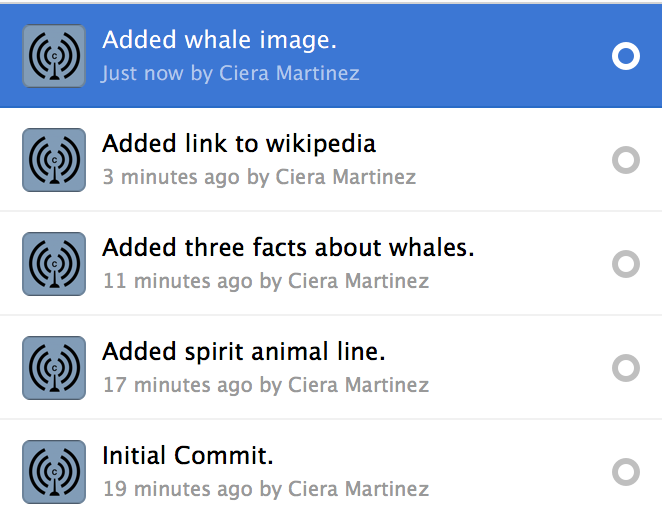 Added whale image.
Just now by Ciera Martinez
Added link to wikipedia
3 minutes ago by Ciera Martinez
Added three facts about whales.
11 minutes ago by Ciera Martinez
Added spirit animal line.
17 minutes ago by Ciera Martinez
Initial Commit.
19 minutes ago by Ciera Martinez